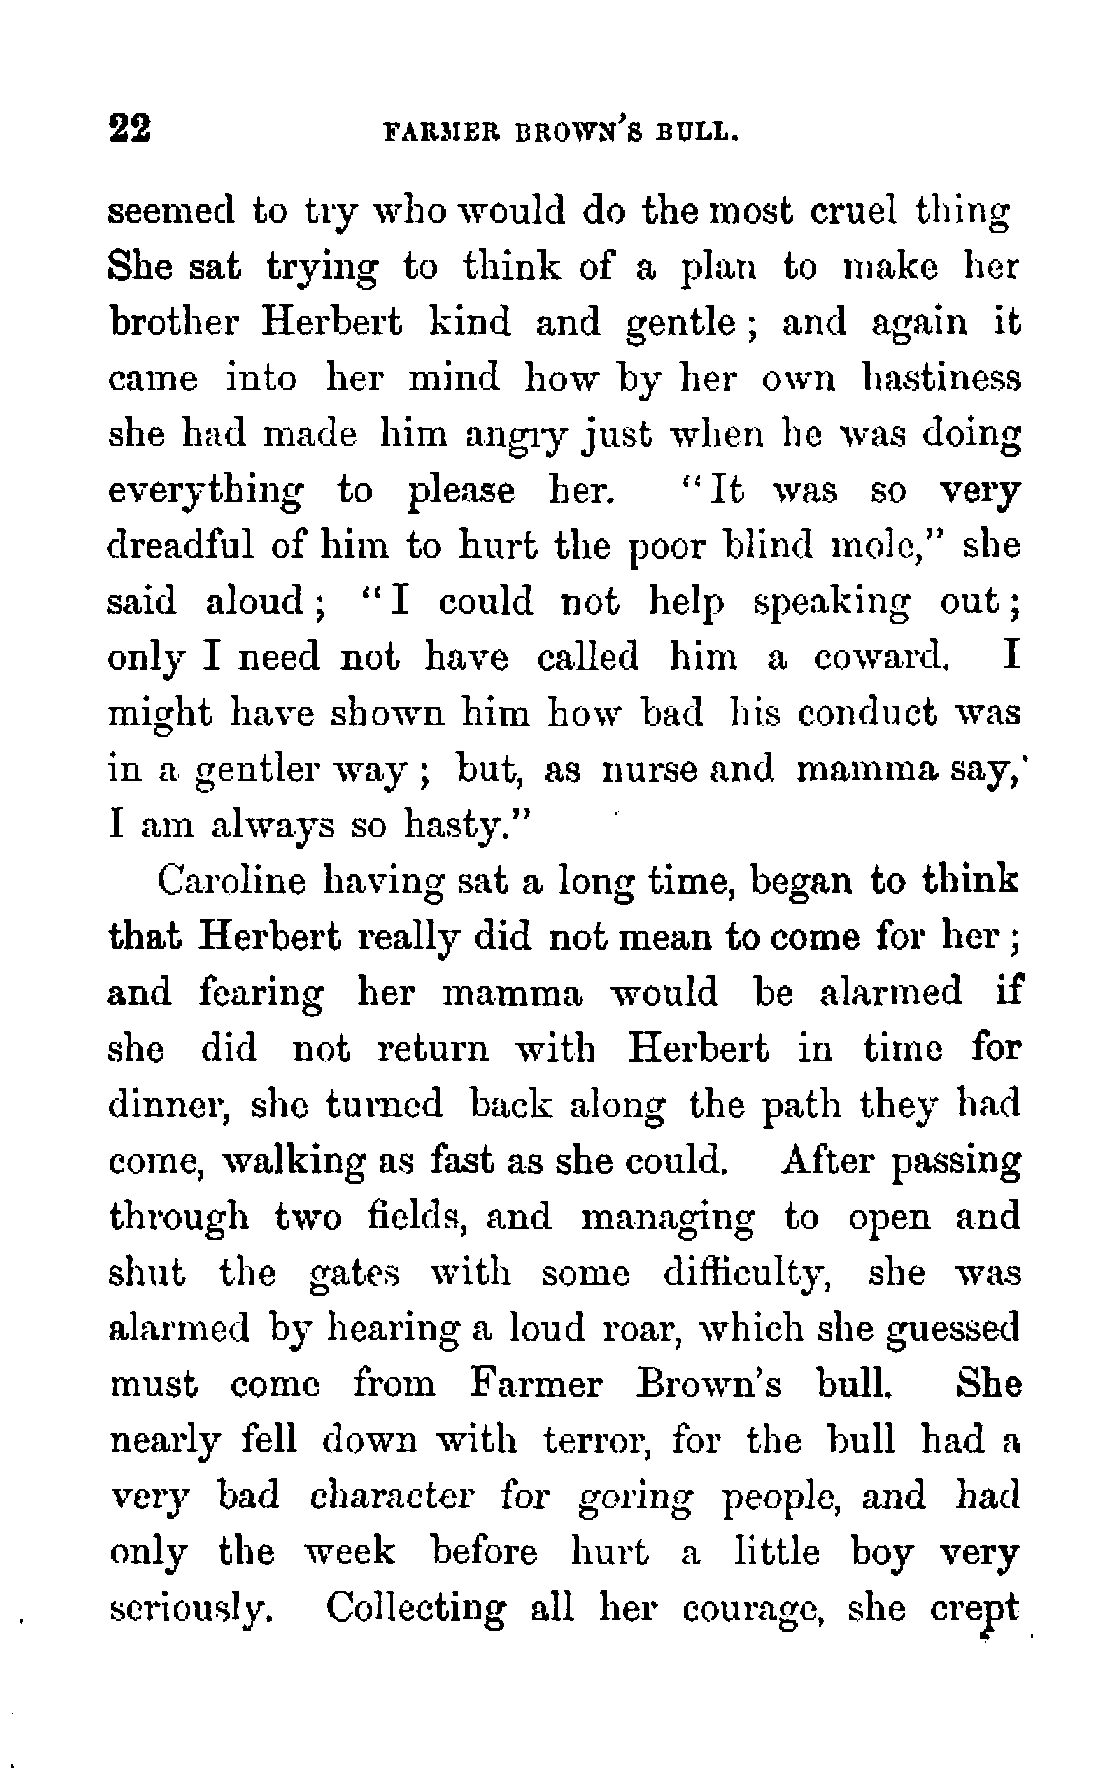 22 FARMER BROWN'S BULL.
seemed to try who would do the most cruel thing
She sat trying to think of a plan to make her
brother Herbert kind and gentle ; and again it
came into her mind how by her own hastiness
she had made him angry just when he was doing
everything to please her. "It was so very
dreadful of him to hurt the poor blind mole," she
said aloud ; "I could not help speaking out ;
only I need not have called him a coward. I
might have shown him how bad his conduct was
in a gentler way ; but, as nurse and mamma say,
I am always so hasty."
Caroline having sat a long time, began to think
that Herbert really did not mean to come for her ;
and fearing her mamma would be alarmed if
she did not return with Herbert in time for
dinner, she turned back along the path they had
come, walking as fast as she could. After passing
through two fields, and managing to open and
shut the gates with some difficulty, she was
alarmed by hearing a loud roar, which she guessed
must come from Farmer Brown's bull. She
nearly fell down with terror, for the bull had a
very bad character for goring people, and had
only the week before hurt a little boy very
seriously. Collecting all her courage, she crept